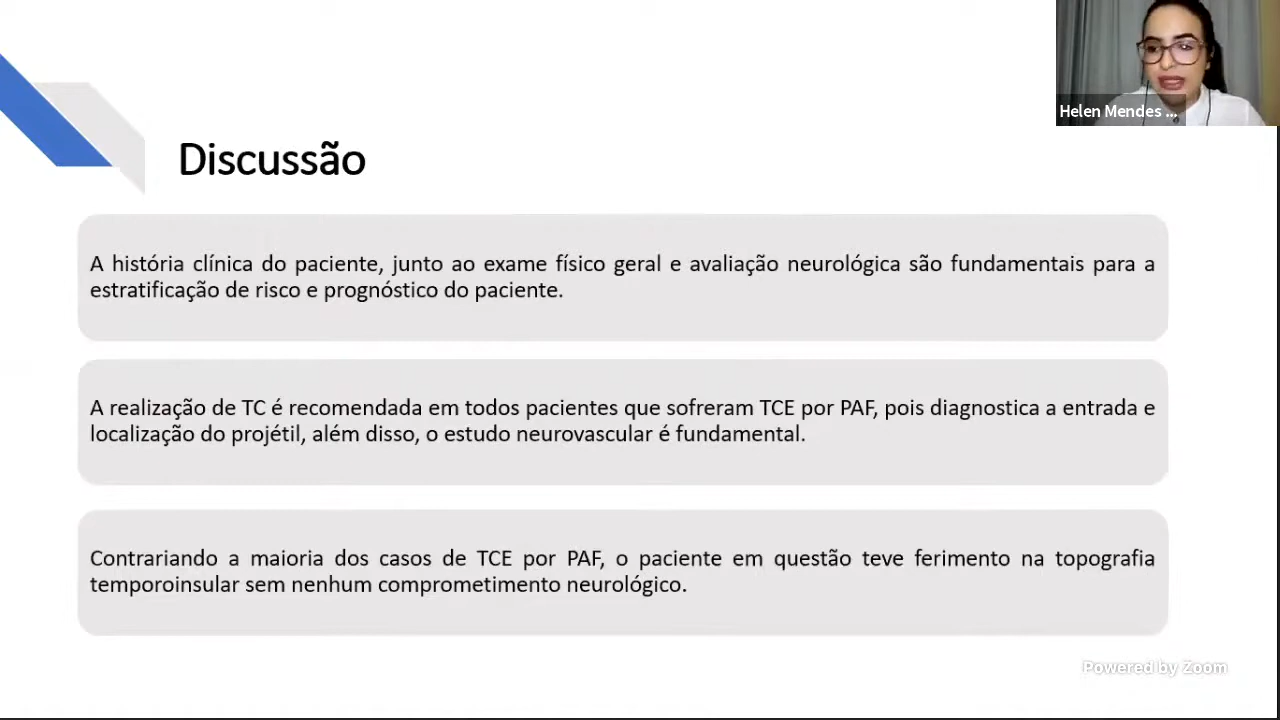 Helen Mendes ...
Discussão
A história clínica do paciente, junto ao exame físico geral e avaliação neurológica são fundamentais para a
estratificação de risco e prognóstico do paciente.
A realização de TC é recomendada em todos pacientes que sofreram TCE por PAF, pois diagnostica a entrada e
localização do projétil, além disso, o estudo neurovascular é fundamental.
Contrariando a maioria dos casos de TCE por PAF, o paciente em questão teve ferimento na topografia
temporoinsular sem nenhum comprometimento neurológico.
Powered by Zoom